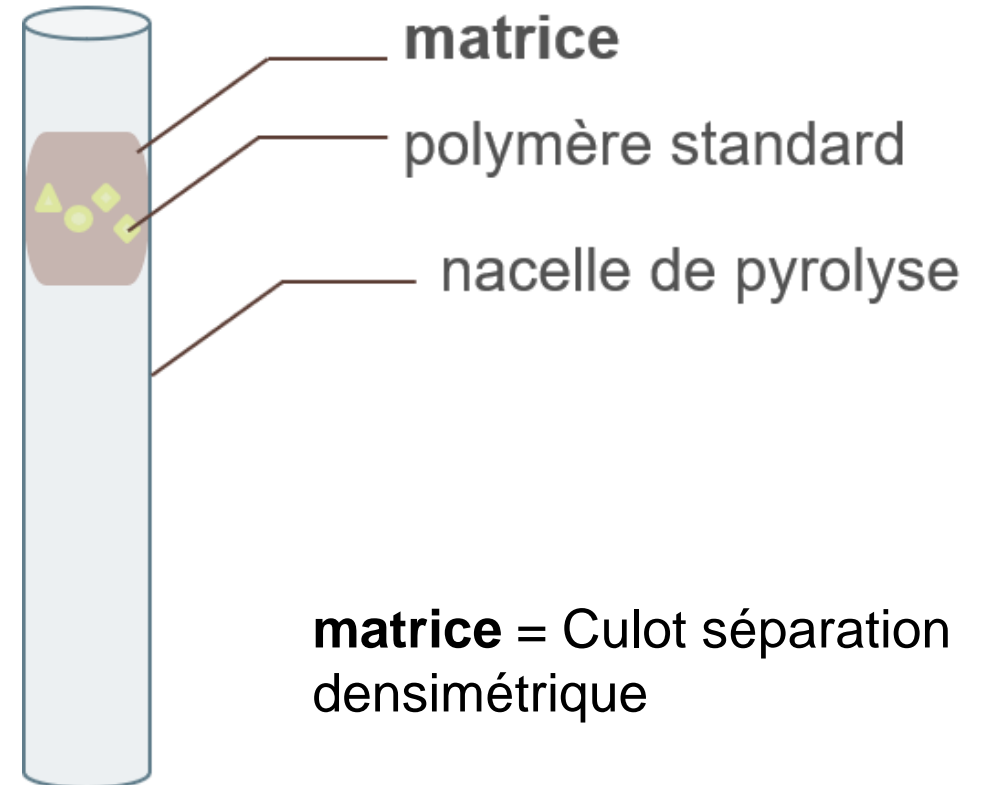 matrice
polymère standard
nacelle de pyrolyse
matrice = Culot séparation
densimétrique